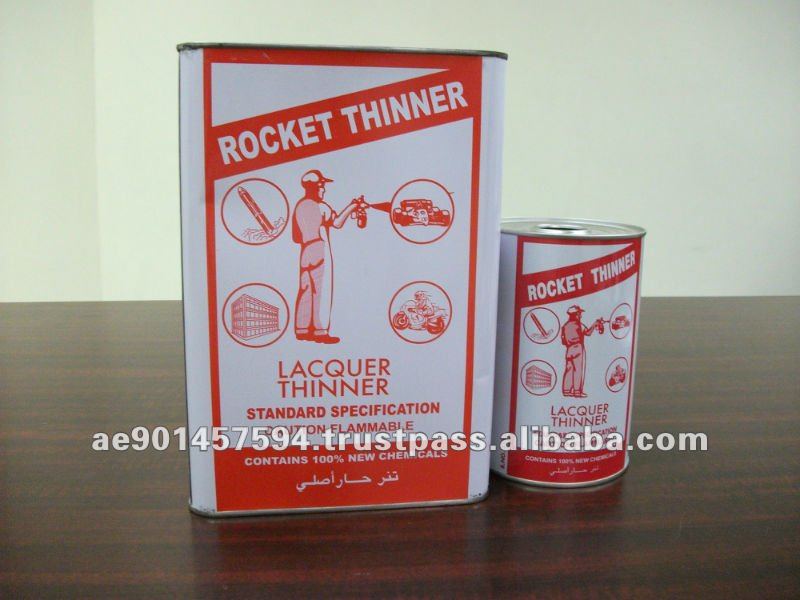 ROCKET THINNER
LACQUER
THINNER
STANDARD SPECIFICATION
CAUTION FLAMMABLE
CONTAINS 100% NEW CHEMICALS
تنر حار أصلي
ROCKET THINNER
LACQUER
THINNER
CONTAINS 100% NEW CHEMICALS
تنر حار أصلي
ae901457594.trustpass.alibaba.com